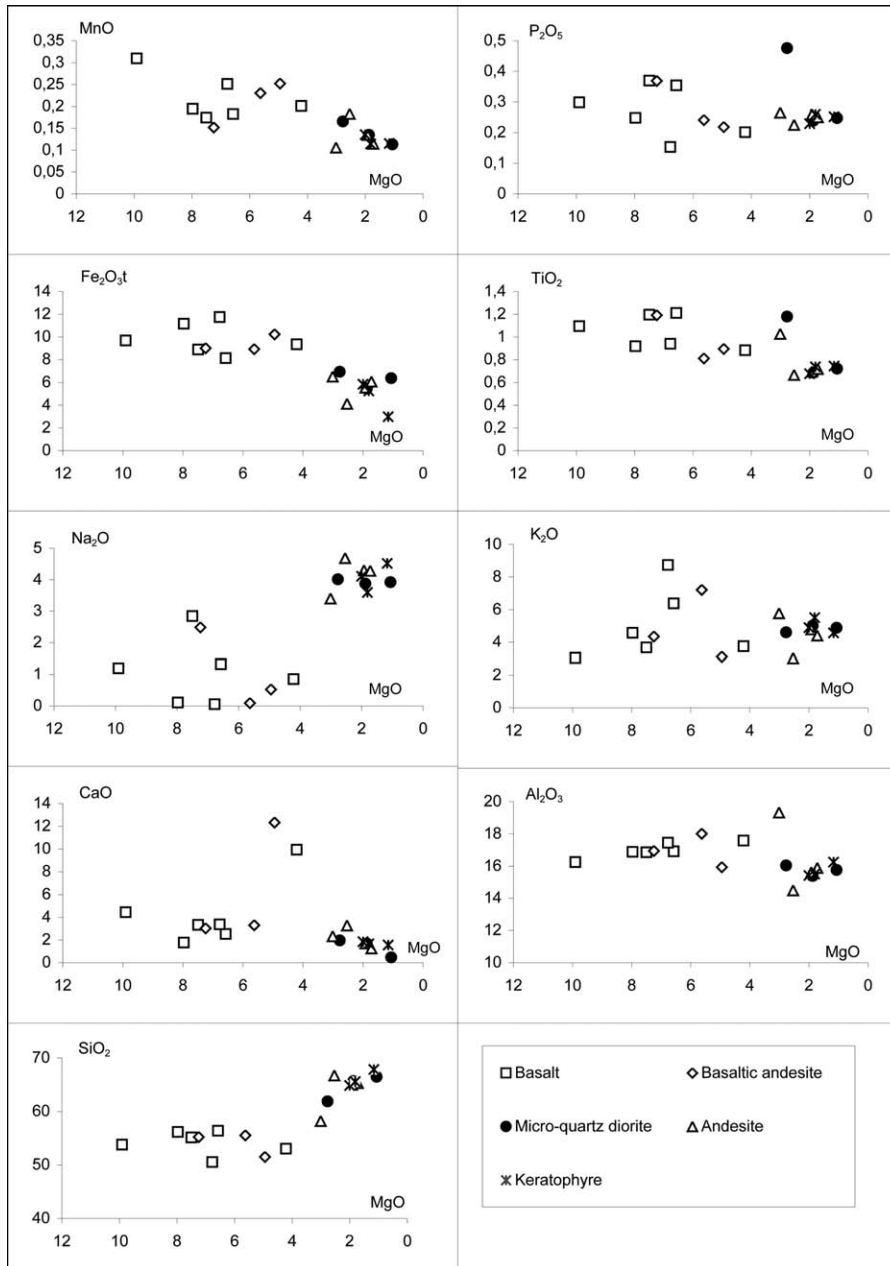 MnO
0,35
0,3
0,25
0,2
0,15
0,1
0,05
0
MgO
12 10 8 6 4 2 0
P₂O₅
0,5
0,4
0,3
0,2
0,1
0
MgO
12 10 8 6 4 2 0
Fe₂O₃t
14
12
10
8
6
4
2
0
MgO
12 10 8 6 4 2 0
TiO₂
1,4
1,2
1
0,8
0,6
0,4
0,2
0
MgO
12 10 8 6 4 2 0
Na₂O
5
4
3
2
1
0
MgO
12 10 8 6 4 2 0
K₂O
10
8
6
4
2
0
MgO
12 10 8 6 4 2 0
CaO
14
12
10
8
6
4
2
0
MgO
12 10 8 6 4 2 0
Al₂O₃
20
18
16
14
12
10
MgO
12 10 8 6 4 2 0
SiO₂
70
60
50
40
MgO
12 10 8 6 4 2 0
Basalt Basaltic andesite
Micro-quartz diorite Andesite
Keratophyre